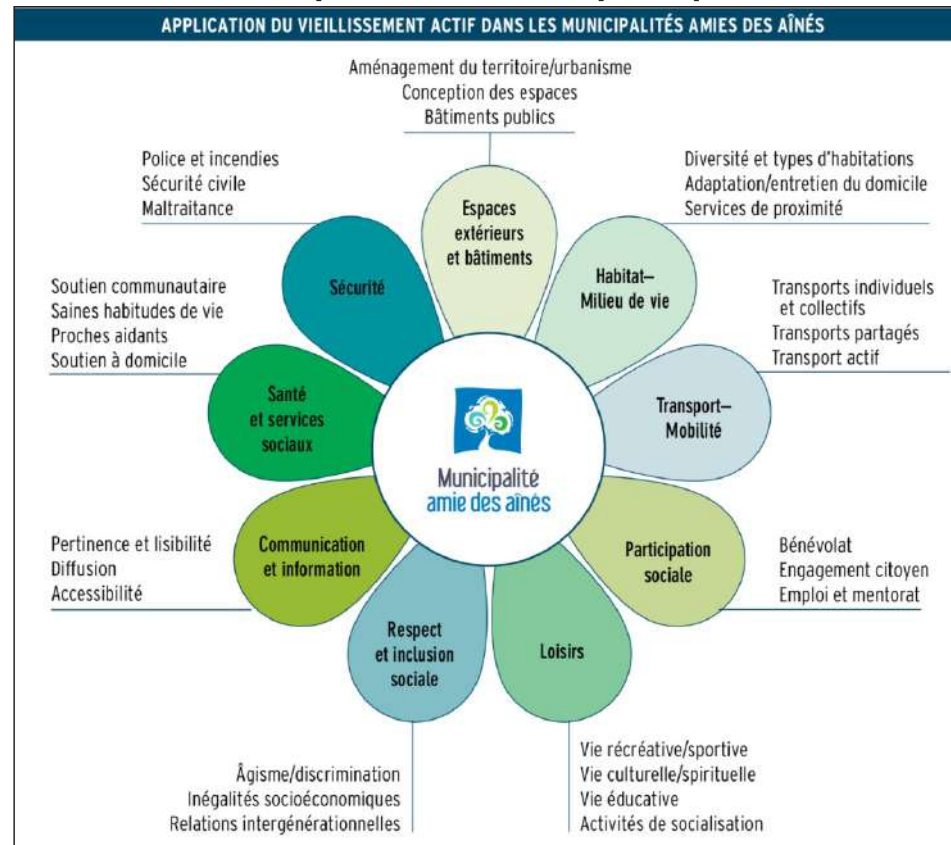 APPLICATION DU VIEILLISSEMENT ACTIF DANS LES MUNICIPALITÉS AMIES DES AÎNÉS
Aménagement du territoire/urbanisme
Conception des espaces
Bâtiments publics
Police et incendies
Sécurité civile
Maltraitance
Diversité et types d'habitations
Adaptation/entretien du domicile
Services de proximité
Espaces
extérieurs
et bâtiments
Sécurité
Habitat–
Milieu de vie
Soutien communautaire
Saines habitudes de vie
Proches aidants
Soutien à domicile
Transports individuels
et collectifs
Transports partagés
Transport actif
Santé
et services
sociaux
Transport–
Mobilité
Municipalité
amie des aînés
Pertinence et lisibilité
Diffusion
Accessibilité
Communication
et information
Participation
sociale
Bénévolat
Engagement citoyen
Emploi et mentorat
Respect
et inclusion
sociale
Loisirs
Âgisme/discrimination
Inégalités socioéconomiques
Relations intergénérationnelles
Vie récréative/sportive
Vie culturelle/spirituelle
Vie éducative
Activités de socialisation